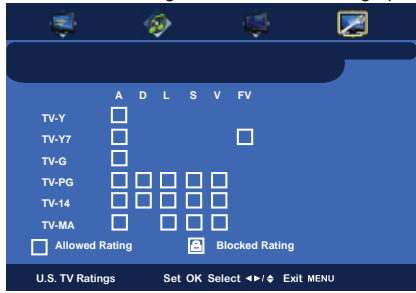 A D L S V FV
TV-Y
TV-Y7
TV-G
TV-PG
TV-14
TV-MA
Allowed Rating Blocked Rating
U.S. TV Ratings Set OK Select ◄►/ Exit MENU